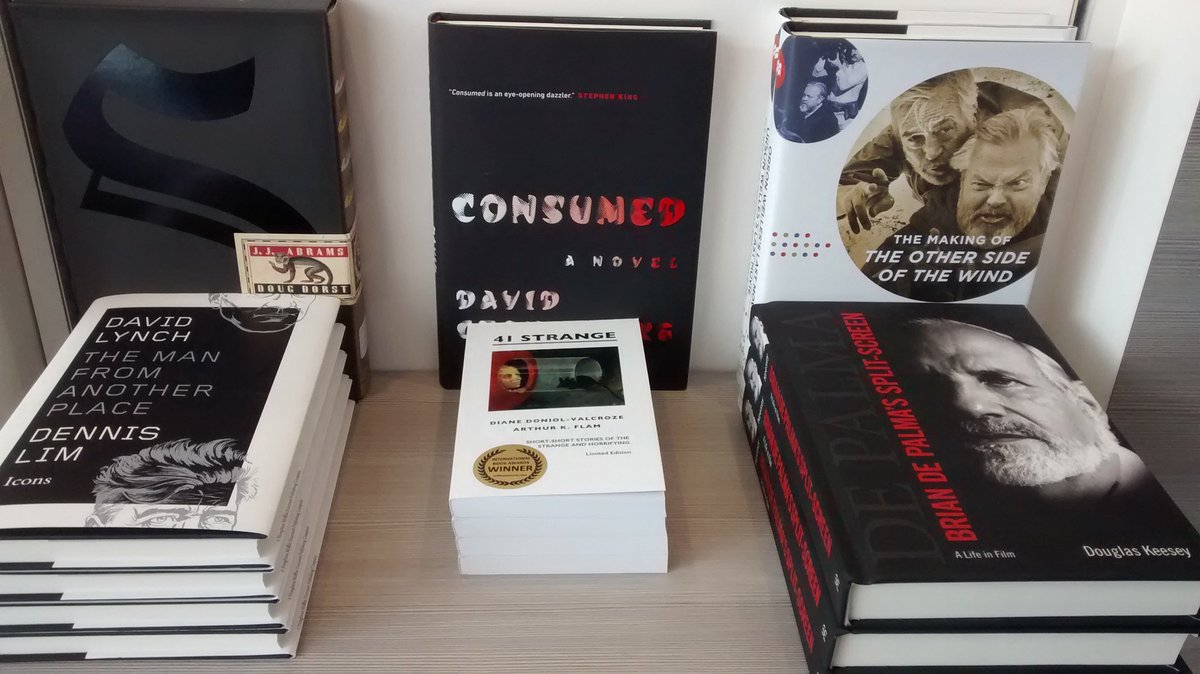 S
J.J. ABRAMS
DOUG DORST
"Consumed is an eye-opening dazzler." STEPHEN KING
CONSUMED
A NOVEL
DAVID
THE MAKING OF
THE OTHER SIDE
OF THE WIND
DAVID
LYNCH
THE MAN
FROM
ANOTHER
PLACE
DENNIS
LIM
Icons
41 STRANGE
DIANE DONIOL-VALCROZE
ARTHUR K. FLAM
SHORT-SHORT STORIES OF THE
STRANGE AND HORRIFYING
Limited Edition
INTERNATIONAL
BOOK AWARDS
WINNER
DE PALMA
BRIAN DE PALMA'S SPLIT-SCREEN
A Life in Film
Douglas Keesey